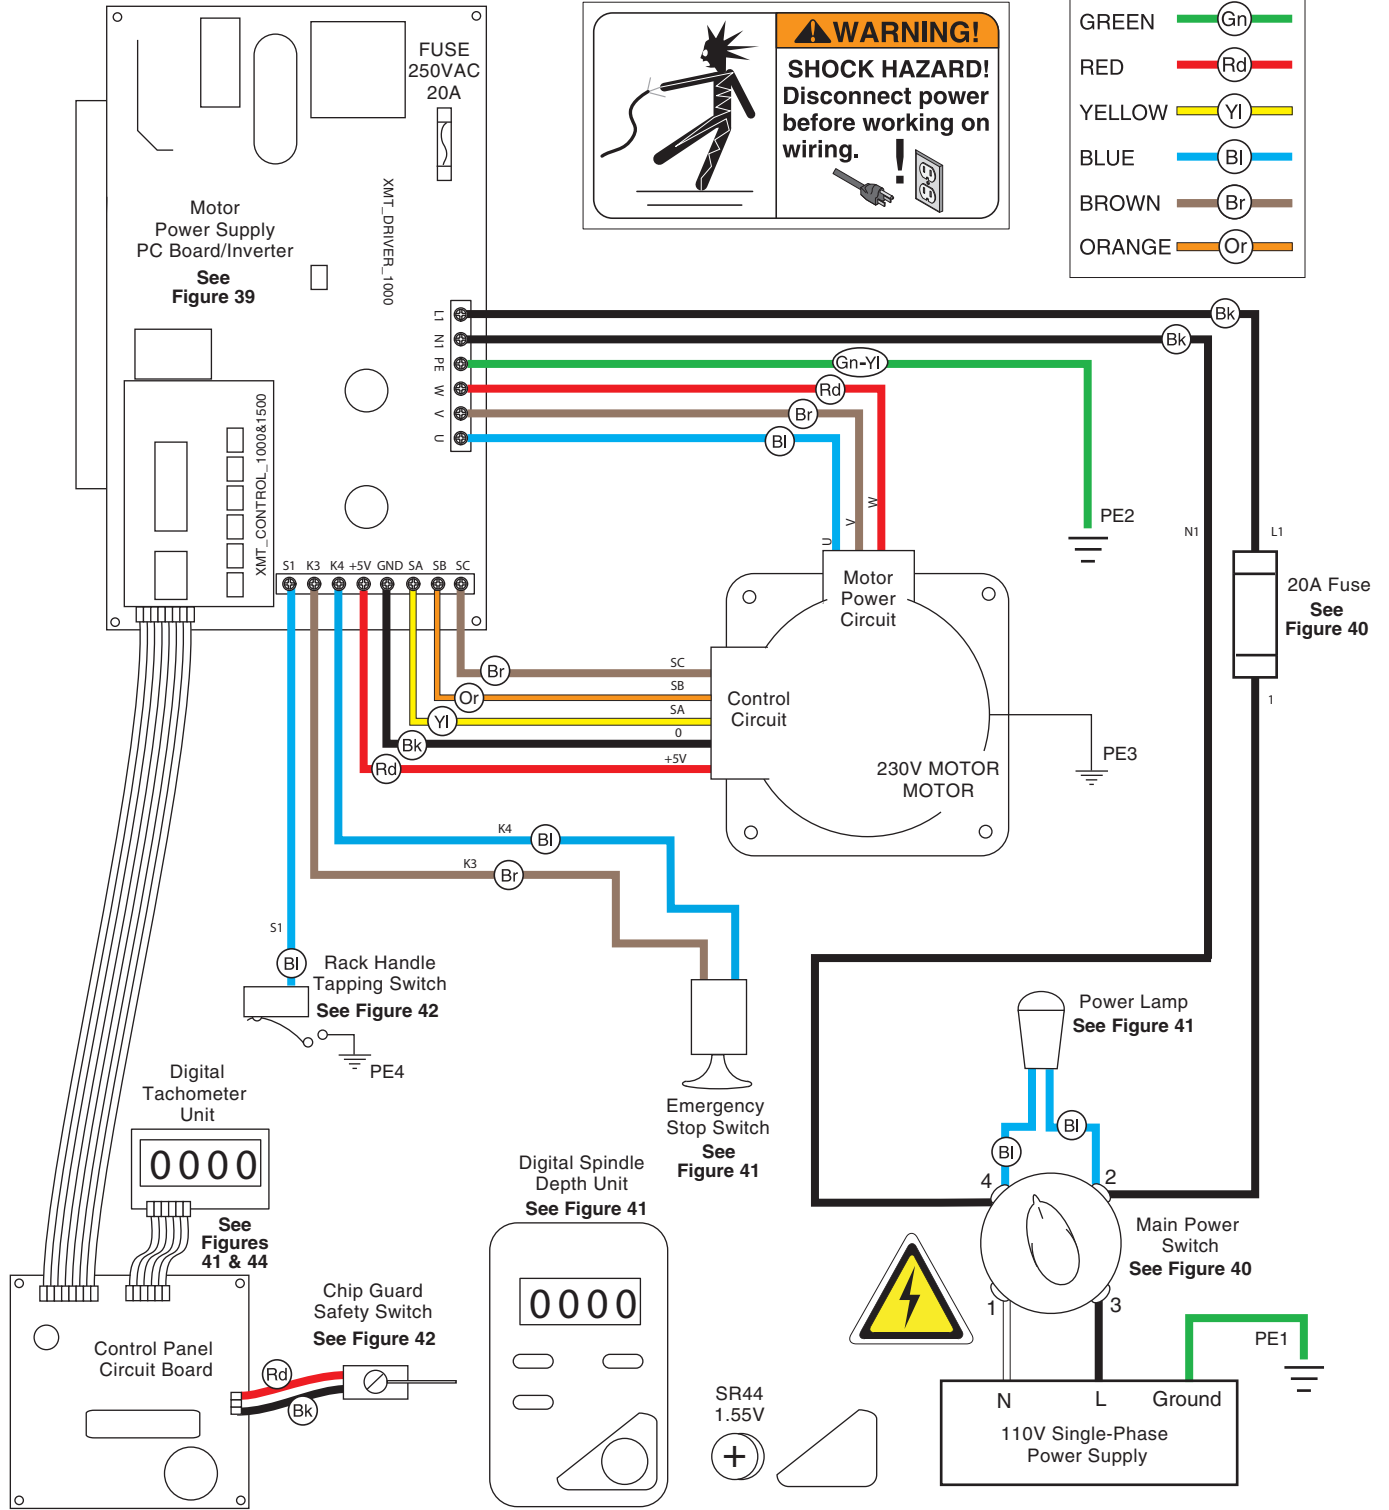 FUSE
250VAC
20A
XMT_DRIVER_1000
Motor
Power Supply
PC Board/Inverter
See
Figure 39
XMT_CONTROL_1000&1500
WARNING!
SHOCK HAZARD!
Disconnect power
before working on
wiring.
!
GREEN Gn
RED Rd
YELLOW Yl
BLUE Bl
BROWN Br
ORANGE Or
L1
N1
PE
W
V
U
Bk
Bk
Gn-Yl
Rd
Br
Bl
U
V
W
PE2
N1
L1
20A Fuse
See
Figure 40
1
S1 K3 K4 +5V GND SA SB SC
Motor
Power
Circuit
Control
Circuit
230V MOTOR
MOTOR
PE3
Br SC
Or SB
Yl SA
Bk 0
Rd +5V
K4 Bl
K3 Br
S1
Bl
Rack Handle
Tapping Switch
See Figure 42
PE4
Emergency
Stop Switch
See
Figure 41
Power Lamp
See Figure 41
Bl
Bl
4
2
1
3
Main Power
Switch
See Figure 40
PE1
N L Ground
110V Single-Phase
Power Supply
Digital
Tachometer
Unit
0000
See
Figures
41 & 44
Control Panel
Circuit Board
Chip Guard
Safety Switch
See Figure 42
Rd
Bk
Digital Spindle
Depth Unit
See Figure 41
0000
SR44
1.55V
+